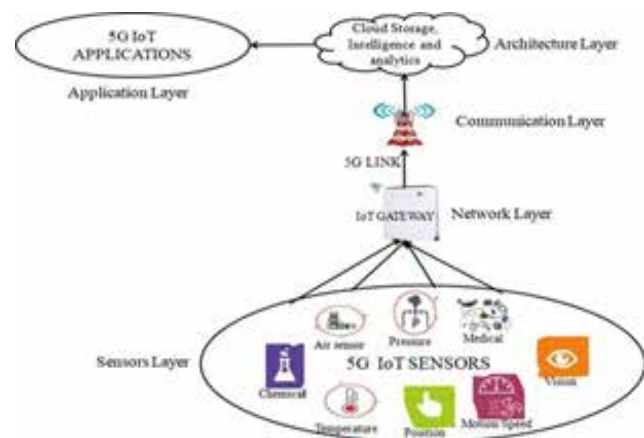 5G IoT
APPLICATIONS
Cloud Storage,
Intelligence and
analytics
Architecture Layer
Application Layer
Communication Layer
5G LINK
IoT GATEWAY
Network Layer
Air sensor
Pressure
Medical
Sensors Layer
5G IoT SENSORS
Chemical
Vision
Temperature
Position
Motion Speed